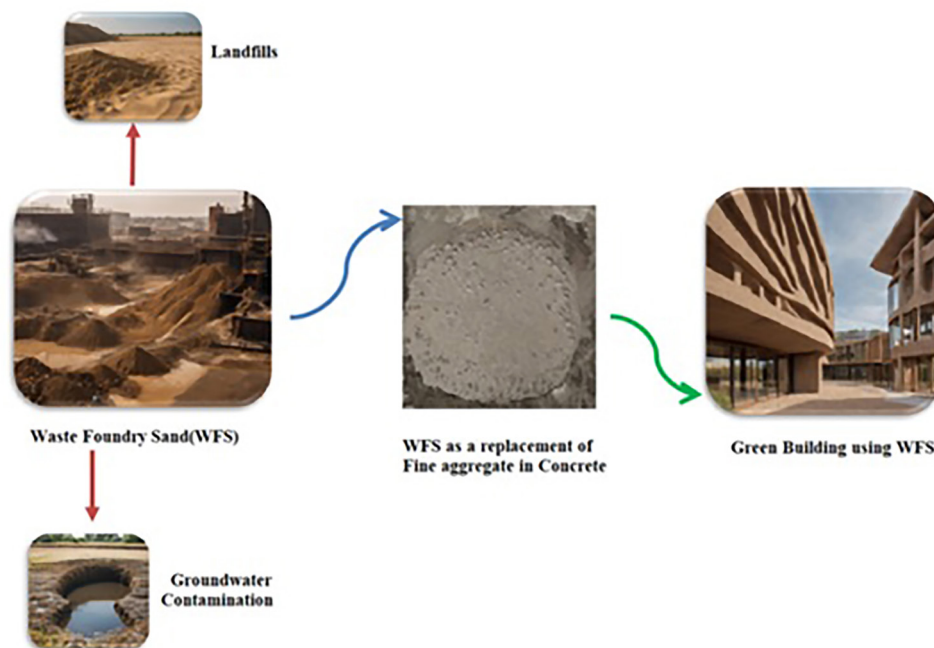 Landfills
Waste Foundry Sand(WFS)
WFS as a replacement of
Fine aggregate in Concrete
Green Building using WFS
Groundwater
Contamination